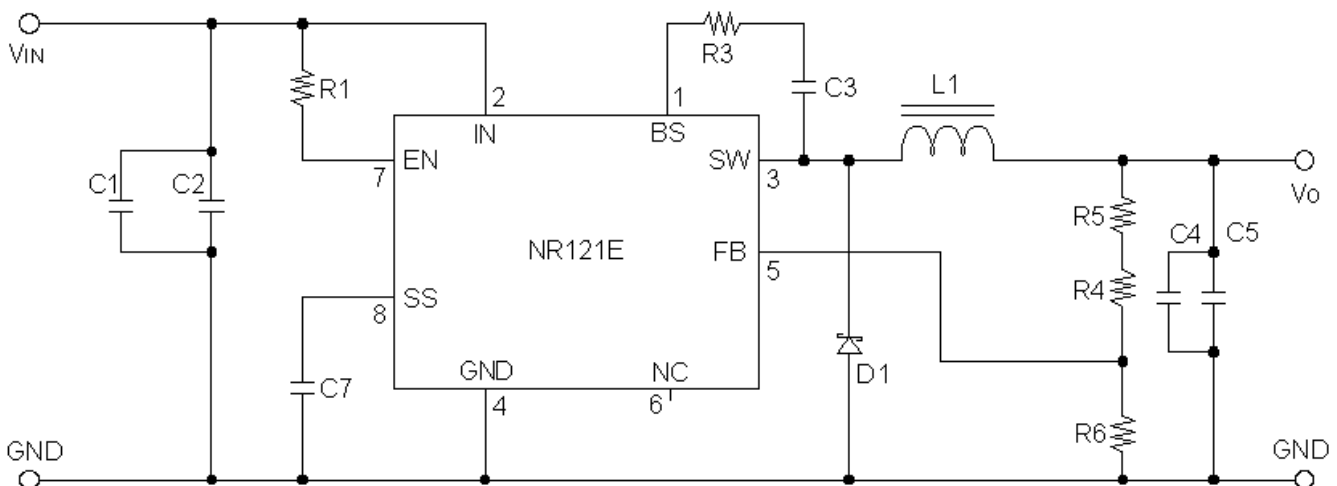 VIN
R1
C1
C2
7
EN
2
IN
1
BS
R3
C3
SW
3
L1
VO
R5
R4
C4
C5
NR121E
FB
5
SS
8
C7
GND
4
NC
6
D1
R6
GND
GND